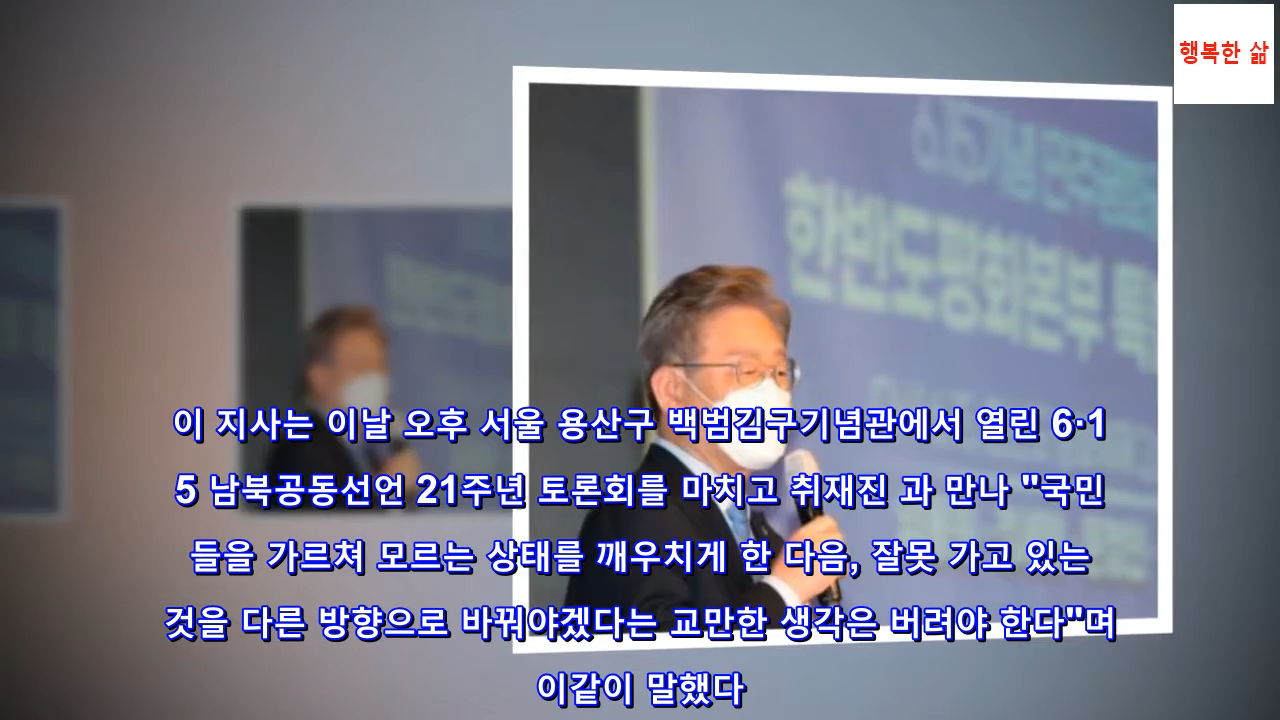 행복한 삶
한반도평화본부
이 지사는 이날 오후 서울 용산구 백범김구기념관에서 열린 6·1
5 남북공동선언 21주년 토론회를 마치고 취재진 과 만나 "국민
들을 가르쳐 모르는 상태를 깨우치게 한 다음, 잘못 가고 있는
것을 다른 방향으로 바꿔야겠다는 교만한 생각은 버려야 한다"며
이같이 말했다